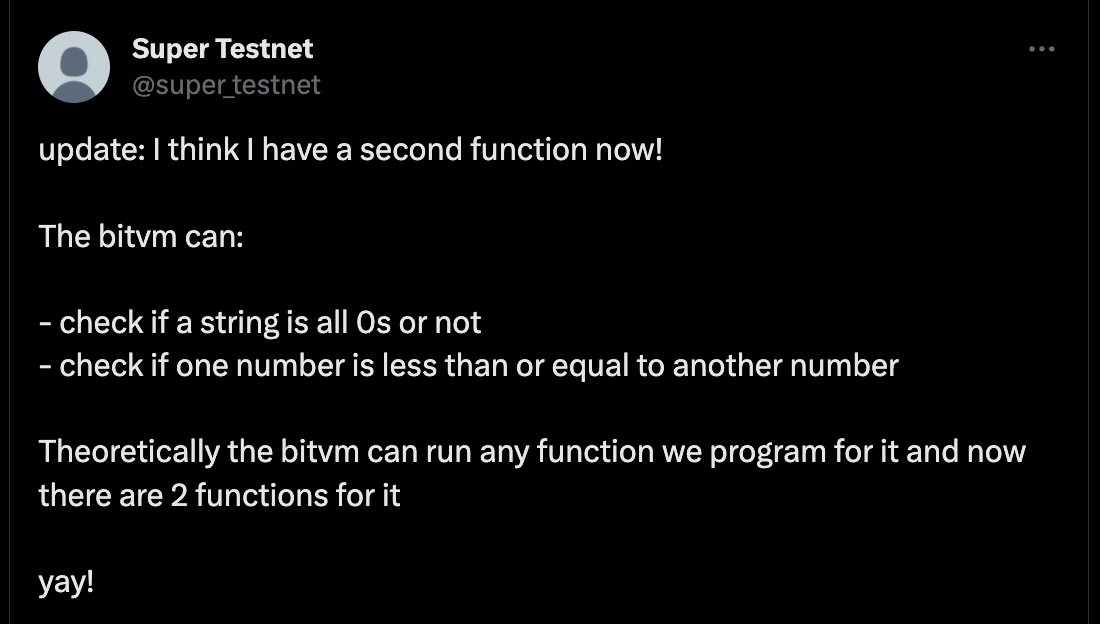 Super Testnet
@super_testnet
update: I think I have a second function now!
The bitvm can:
- check if a string is all 0s or not
- check if one number is less than or equal to another number
Theoretically the bitvm can run any function we program for it and now
there are 2 functions for it
yay!